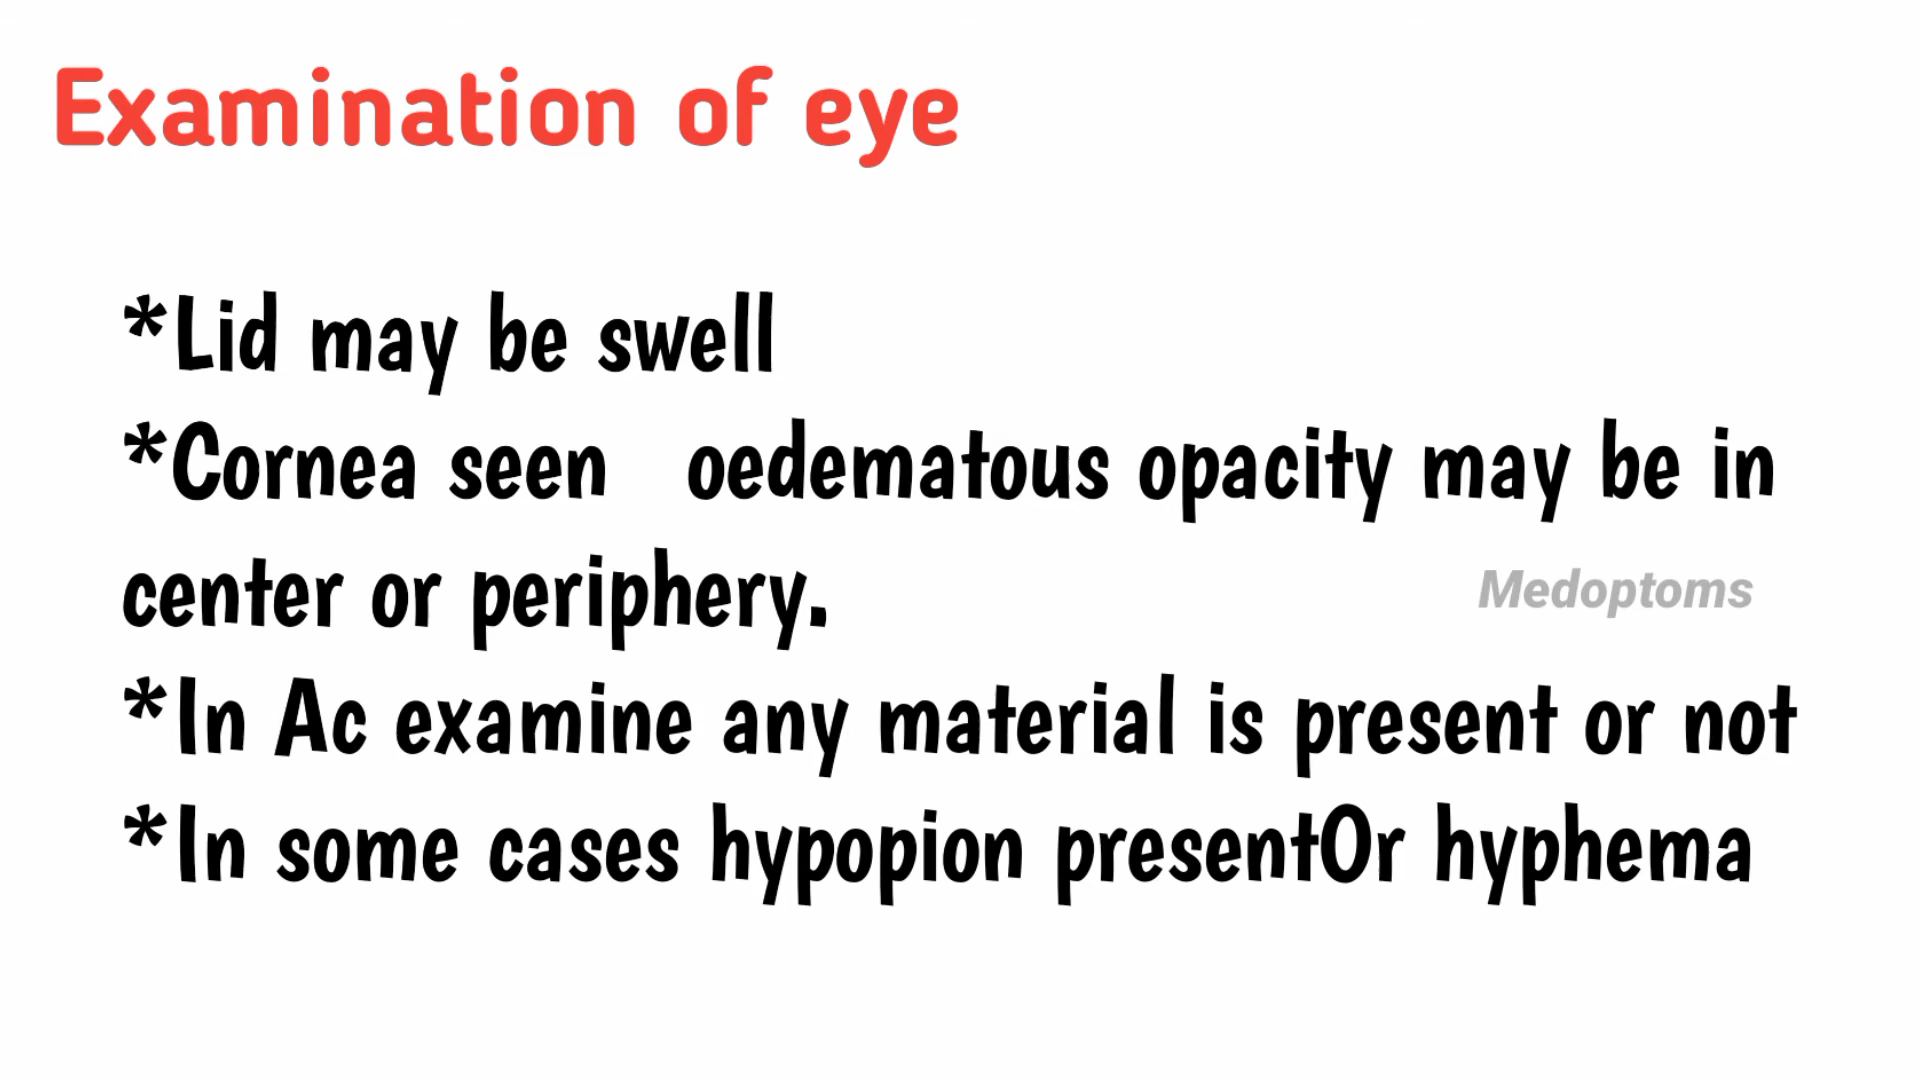 Examination of eye
*Lid may be swell
*Cornea seen oedematous opacity may be in
center or periphery.
Medoptoms
*In Ac examine any material is present or not
*In some cases hypopion presentOr hyphema